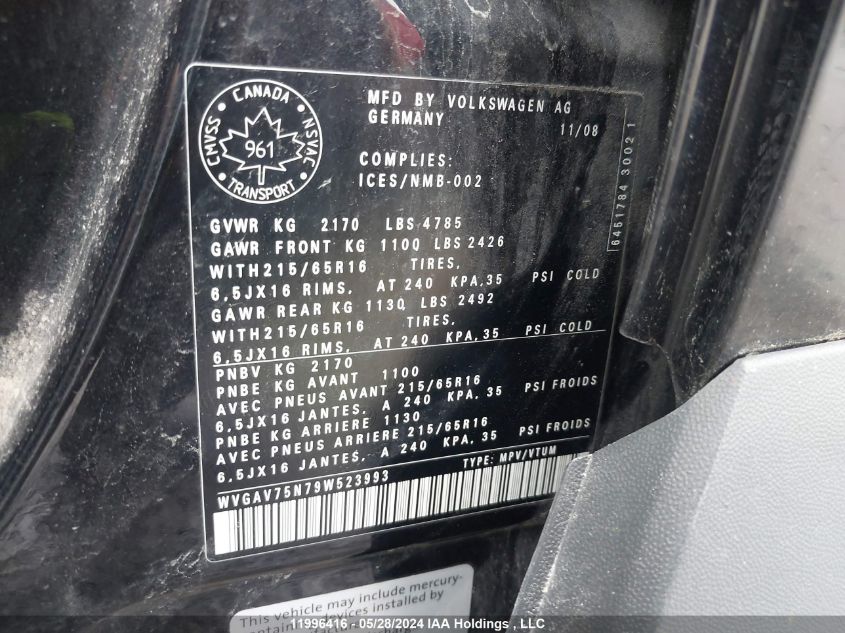 CANADA
CMVSS
NSVAC
961
TRANSPORT
MFD BY VOLKSWAGEN AG
GERMANY
11/08
COMPLIES:
ICES/NMB-002
6451784 30021
GVWR KG 2170 LBS 4785
GAWR FRONT KG 1100 LBS 2426
WITH215/65R16 TIRES,
6,5JX16 RIMS, AT 240 KPA,35 PSI COLD
GAWR REAR KG 1130 LBS 2492
WITH215/65R16 TIRES,
6,5JX16 RIMS, AT 240 KPA,35 PSI COLD
PNBV KG 2170
PNBE KG AVANT 1100
AVEC PNEUS AVANT 215/65R16
6,5JX16 JANTES, A 240 KPA, 35 PSI FROIDS
PNBE KG ARRIERE 1130
AVEC PNEUS ARRIERE 215/65R16
6,5JX16 JANTES, A 240 KPA, 35 PSI FROIDS
TYPE: MPV/VTUM
WVGAV75N79W523993
This vehicle may include mercury-
devices installed by
11996416 - 05/28/2024 IAA Holdings , LLC